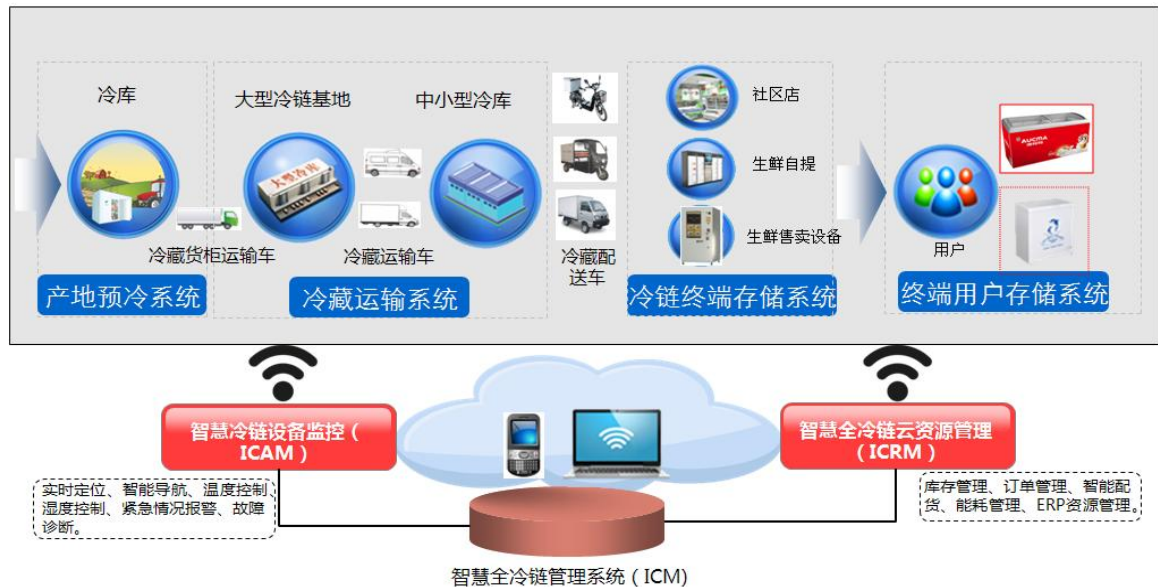 冷库
大型冷链基地
中小型冷库
大型冷库
冷藏货柜运输车
冷藏运输车
冷藏配
送车
社区店
生鲜自提
生鲜售卖设备
AUCMA
用户
产地预冷系统
冷藏运输系统
冷链终端存储系统
终端用户存储系统
智慧冷链设备监控（
ICAM）
智慧全冷链云资源管理
（ICRM）
实时定位、智能导航、温度控制、
湿度控制、紧急情况报警、故障
诊断。
库存管理、订单管理、智能配
货、能耗管理、ERP资源管理。
智慧全冷链管理系统（ICM)